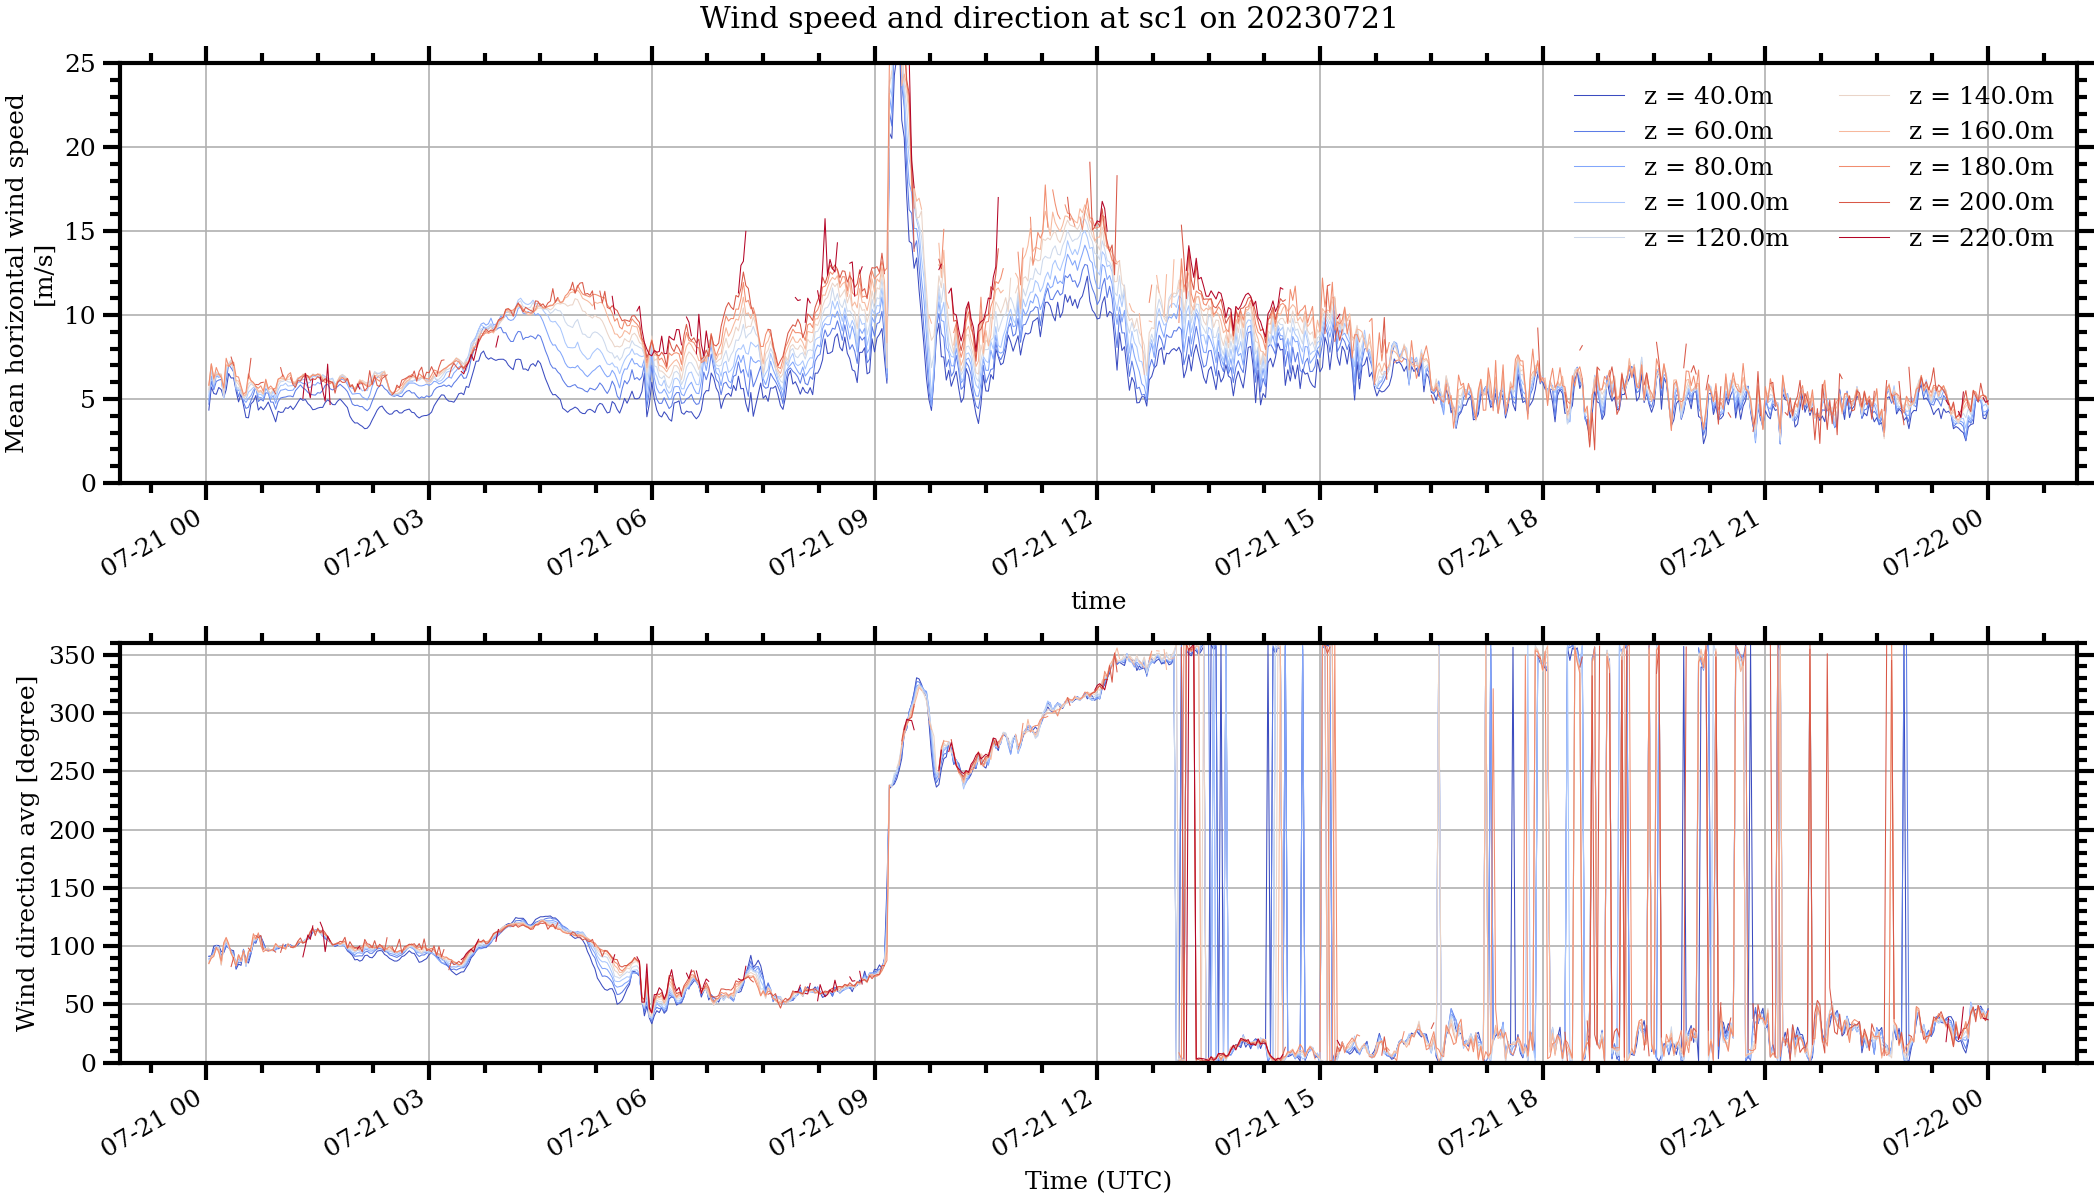 Wind speed and direction at sc1 on 20230721
Mean horizontal wind speed
[m/s]
25
20
15
10
5
0
z = 40.0m
z = 60.0m
z = 80.0m
z = 100.0m
z = 120.0m
z = 140.0m
z = 160.0m
z = 180.0m
z = 200.0m
z = 220.0m
07-21 00
07-21 03
07-21 06
07-21 09
07-21 12
07-21 15
07-21 18
07-21 21
07-22 00
time
Wind direction avg [degree]
350
300
250
200
150
100
50
0
07-21 00
07-21 03
07-21 06
07-21 09
07-21 12
07-21 15
07-21 18
07-21 21
07-22 00
Time (UTC)